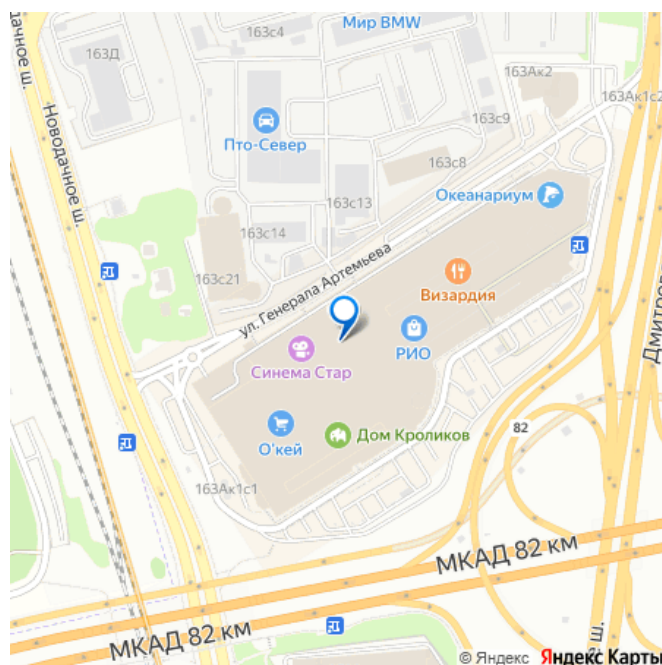 163с4
Мир BMW
163Д
дачное ш.
163Ак2
163Ак1с2
Новодачное ш.
Пто-Север
163с9
163с8
Океанариум
163с13
163с14
163с21
ул. Генерала Артемьева
Визардия
РИО
Синема Стар
Дмитров
О'кей
Дом Кроликов
82
163Ак1с1
МКАД 82 км
МКАД 82 км
ш.
© Яндекс Яндекс Карты